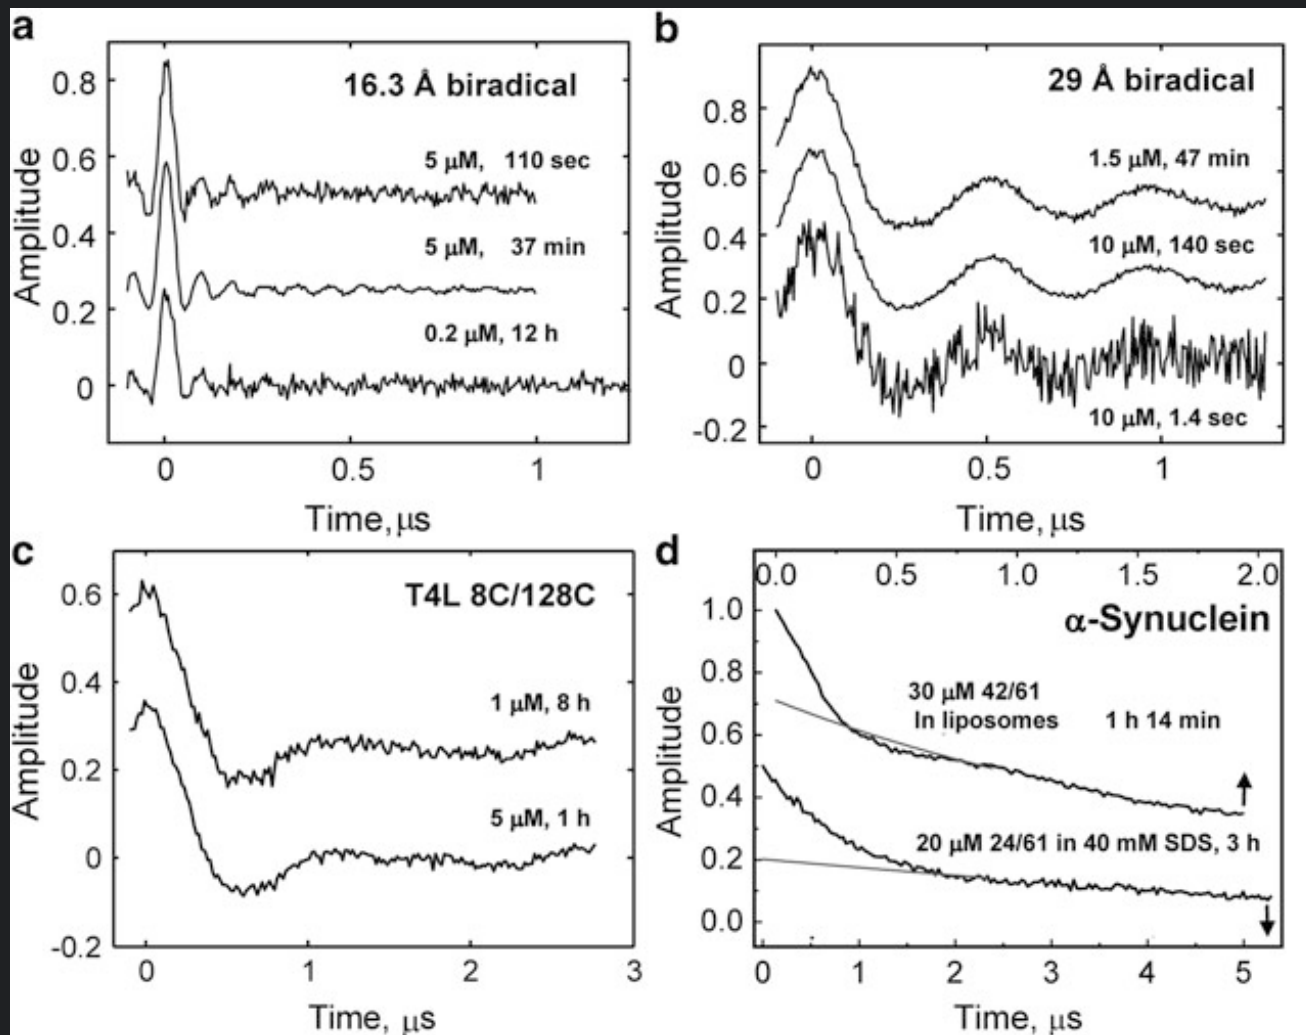 a
16.3 Å biradical
0.8
0.6
0.4
0.2
0
Amplitude
5 μM, 110 sec
5 μM, 37 min
0.2 μM, 12 h
0 0.5 1
Time, μs
b
29 Å biradical
0.8
0.6
0.4
0.2
0
-0.2
Amplitude
1.5 μM, 47 min
10 μM, 140 sec
10 μM, 1.4 sec
0 0.5 1
Time, μs
c
T4L 8C/128C
0.6
0.4
0.2
0
-0.2
Amplitude
1 μM, 8 h
5 μM, 1 h
0 1 2 3
Time, μs
d
0.0 0.5 1.0 1.5 2.0
α-Synuclein
1.0
0.8
0.6
0.4
0.2
0.0
Amplitude
30 μM 42/61
In liposomes 1 h 14 min
20 μM 24/61 in 40 mM SDS, 3 h
0 1 2 3 4 5
Time, μs